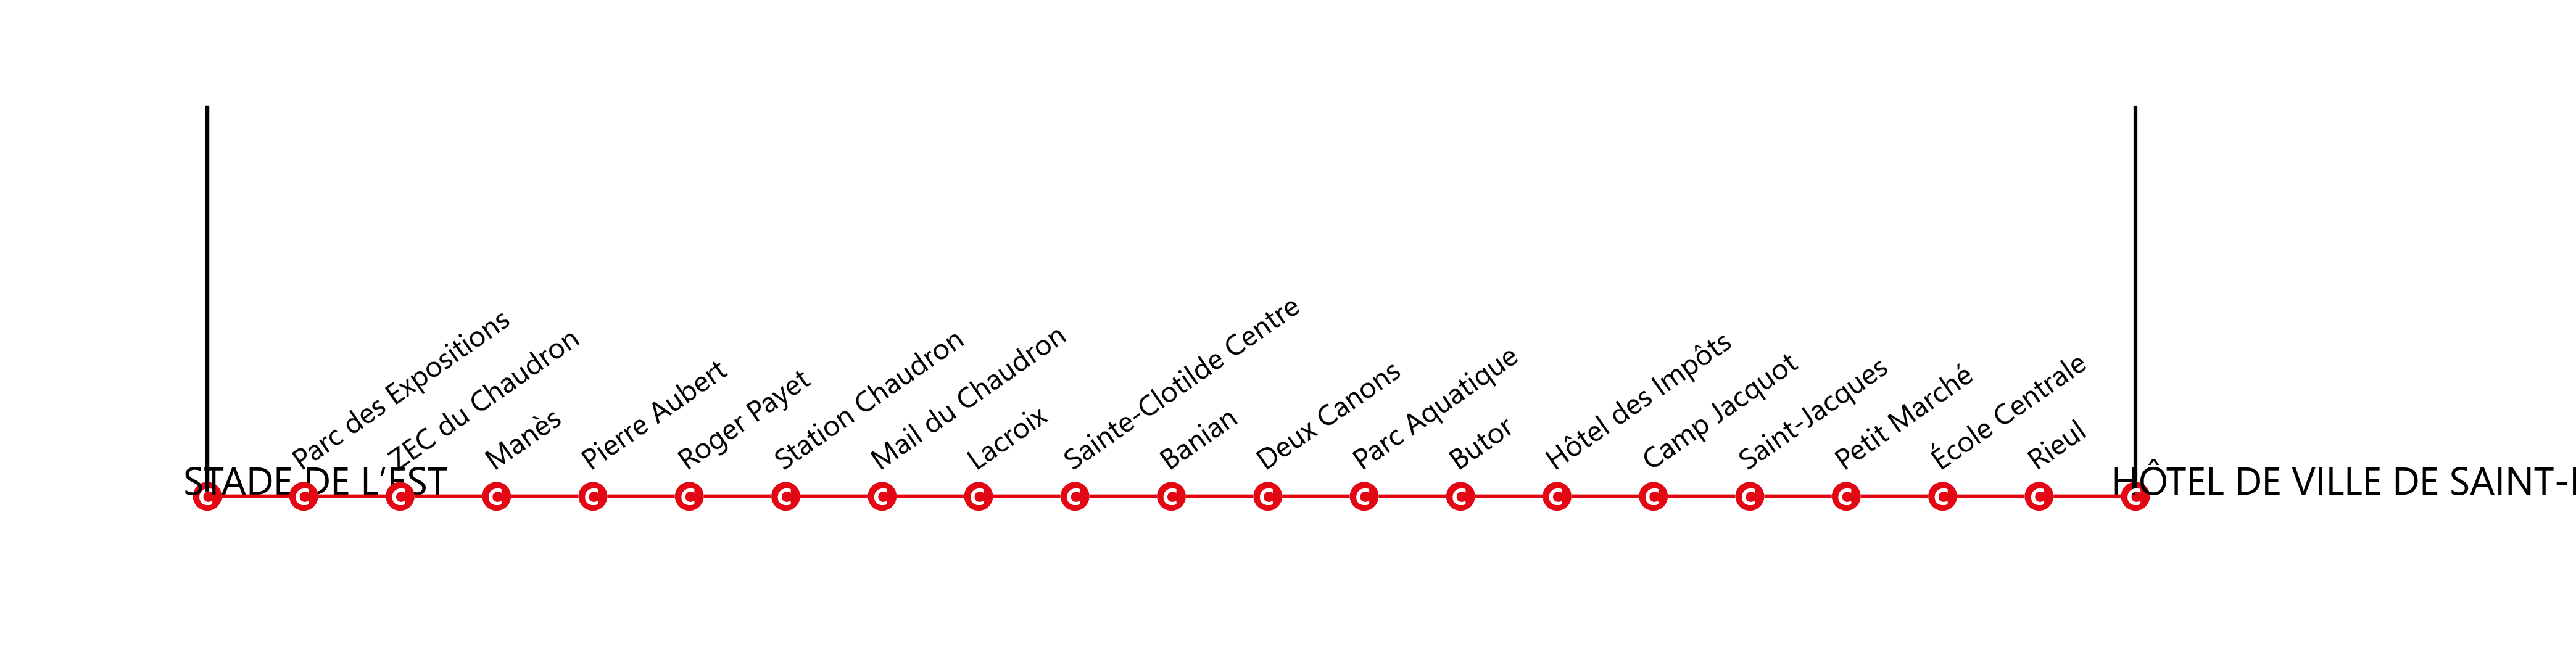 STADE DE L’EST
Parc des Expositions
ZEC du Chaudron
Manès
Pierre Aubert
Roger Payet
Station Chaudron
Mail du Chaudron
Lacroix
Sainte-Clotilde Centre
Banian
Deux Canons
Parc Aquatique
Butor
Hôtel des Impôts
Camp Jacquot
Saint-Jacques
Petit Marché
École Centrale
Rieul
HÔTEL DE VILLE DE SAINT-
C C C C C C C C C C C C C C C C C C C C C